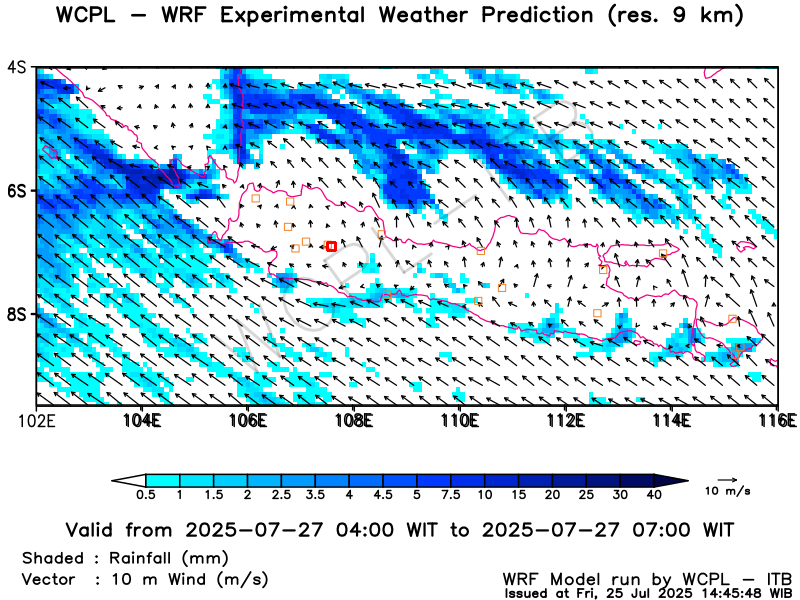 WCPL − WRF Experimental Weather Prediction (res. 9 km)
4S
6S
8S
102E 104E 106E 108E 110E 112E 114E 116E
0.5 1 1.5 2 2.5 3.5 4 4.5 5 7.5 10 15 20 25 30 40
10 m/s
Valid from 2025−07−27 04:00 WIT to 2025−07−27 07:00 WIT
Shaded : Rainfall (mm)
Vector : 10 m Wind (m/s)
WRF Model run by WCPL − ITB
Issued at Fri, 25 Jul 2025 14:45:48 WIB